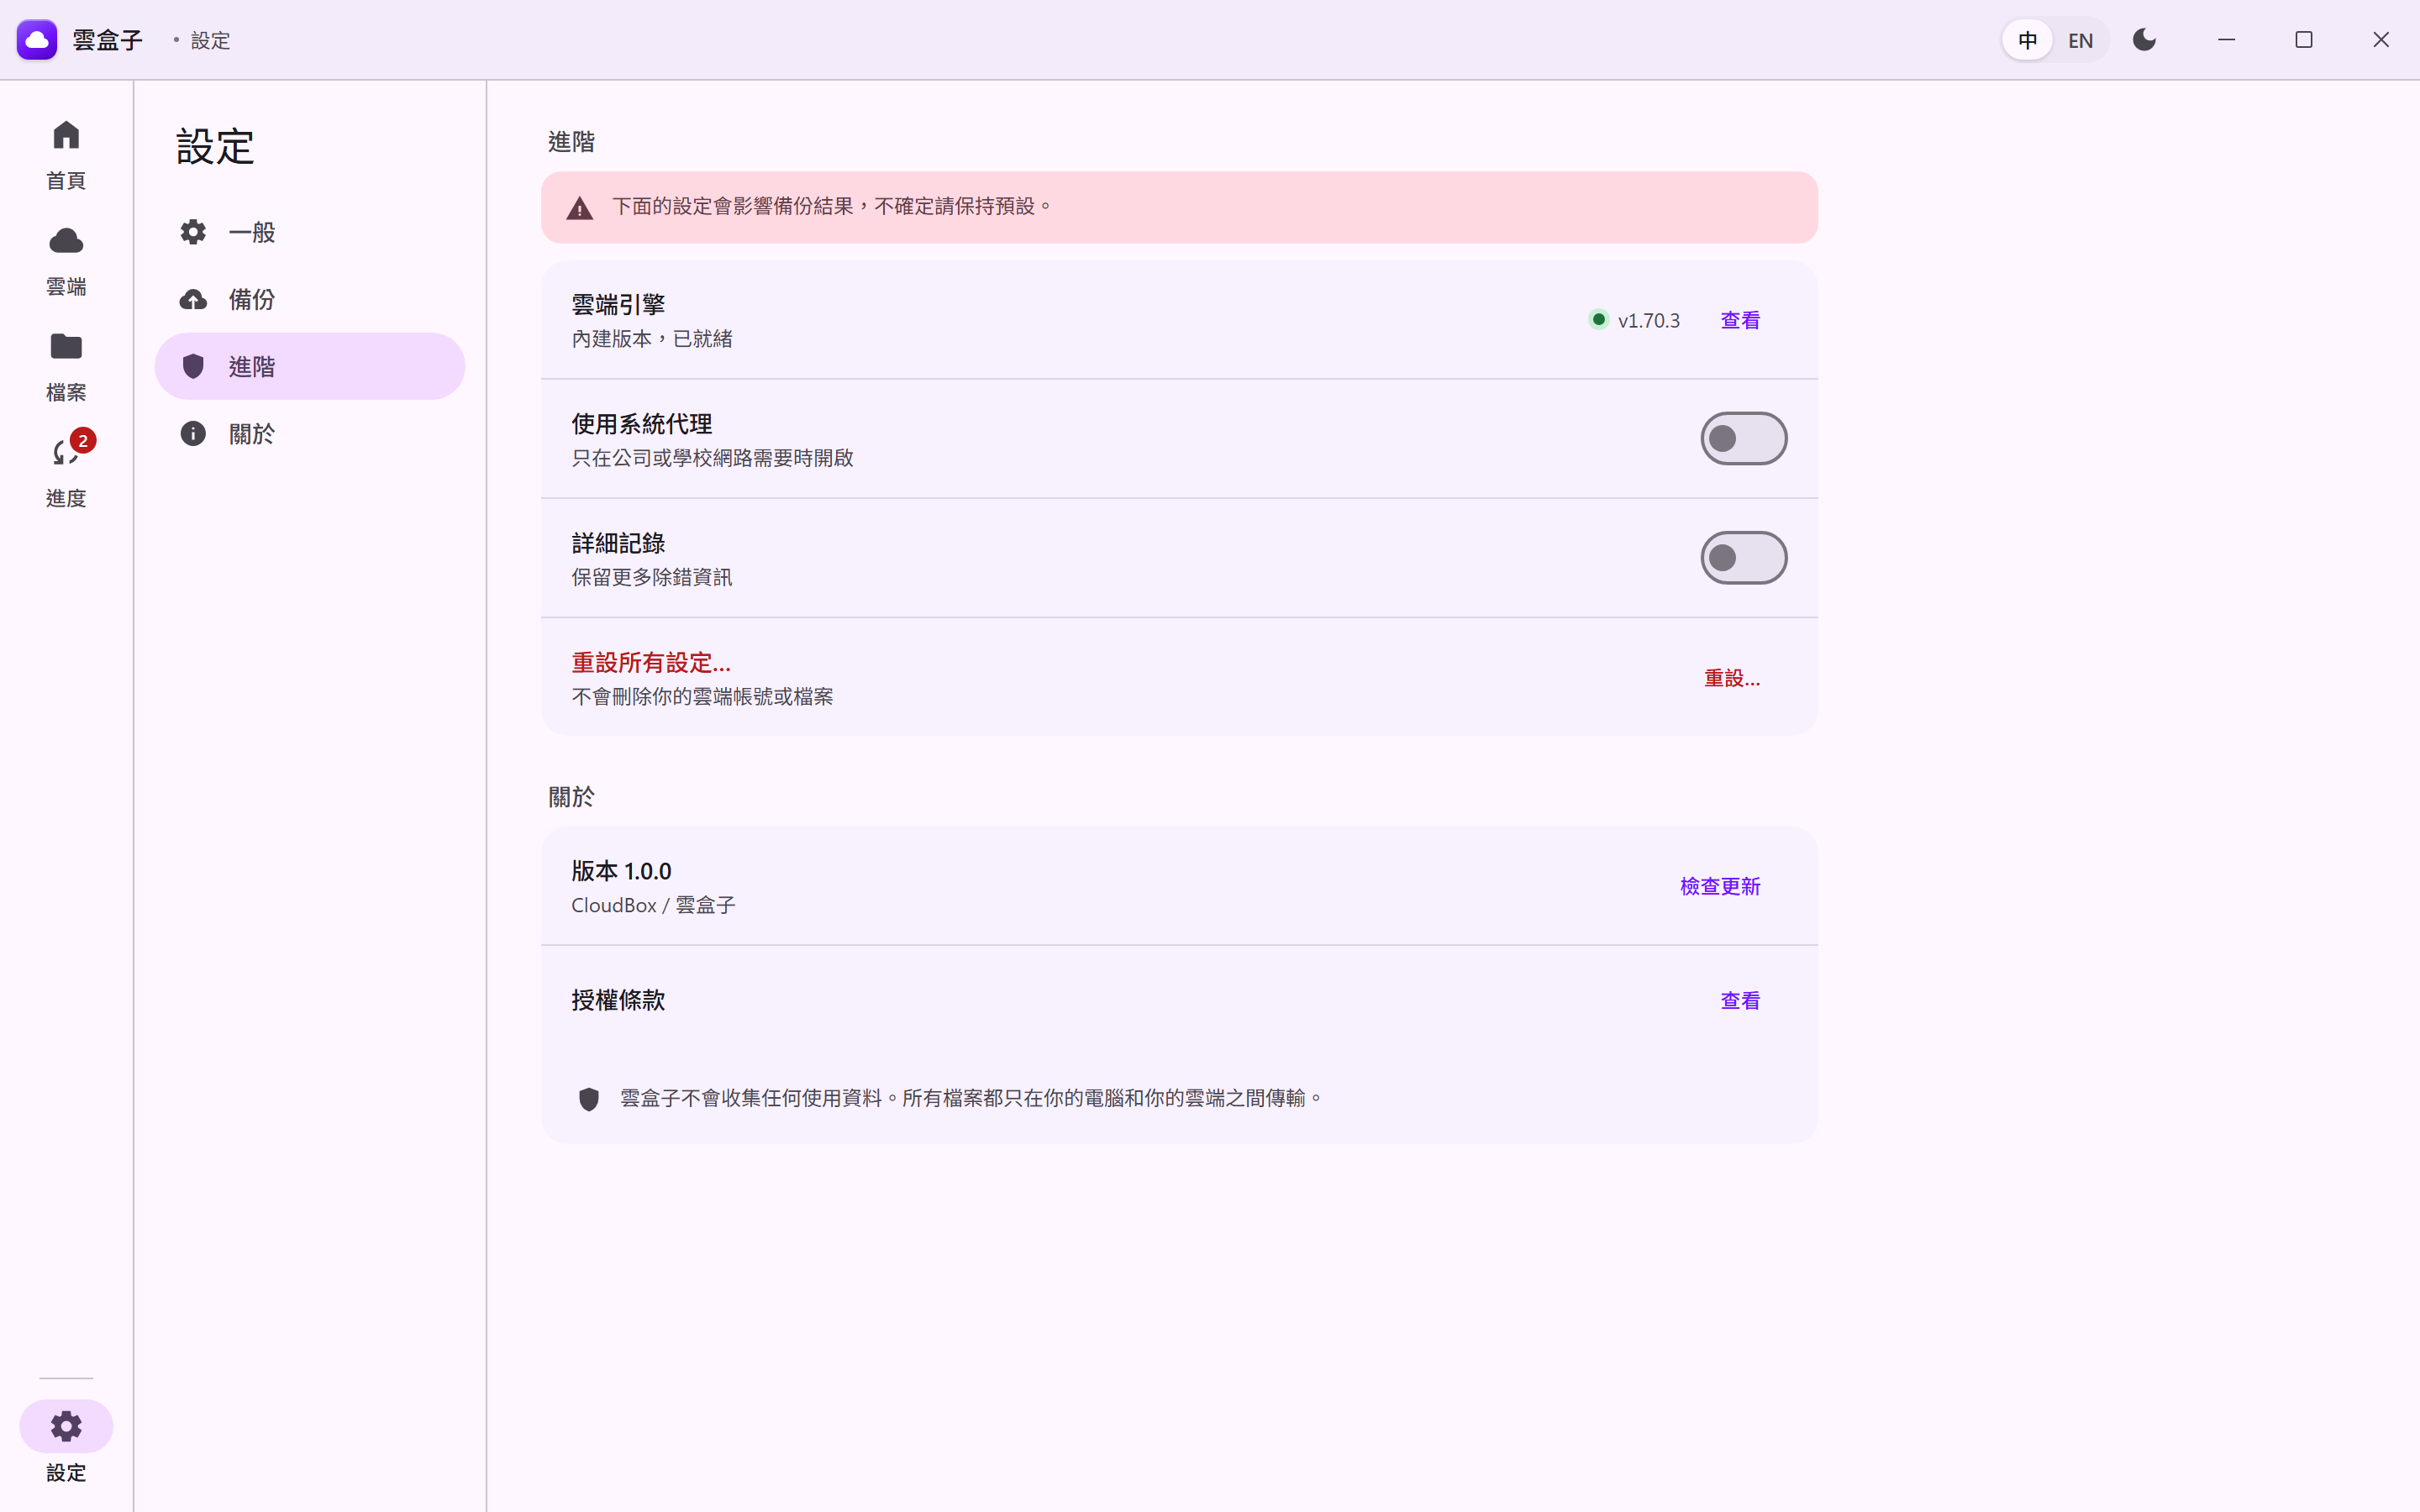 雲盒子 • 設定
中 EN
首頁
雲端
檔案
2
進度
設定
設定
一般
備份
進階
關於
進階
下面的設定會影響備份結果，不確定請保持預設。
雲端引擎
內建版本，已就緒
v1.70.3 查看
使用系統代理
只在公司或學校網路需要時開啟
詳細記錄
保留更多除錯資訊
重設所有設定...
不會刪除你的雲端帳號或檔案
重設...
關於
版本 1.0.0
CloudBox / 雲盒子
檢查更新
授權條款
查看
雲盒子不會收集任何使用資料。所有檔案都只在你的電腦和你的雲端之間傳輸。